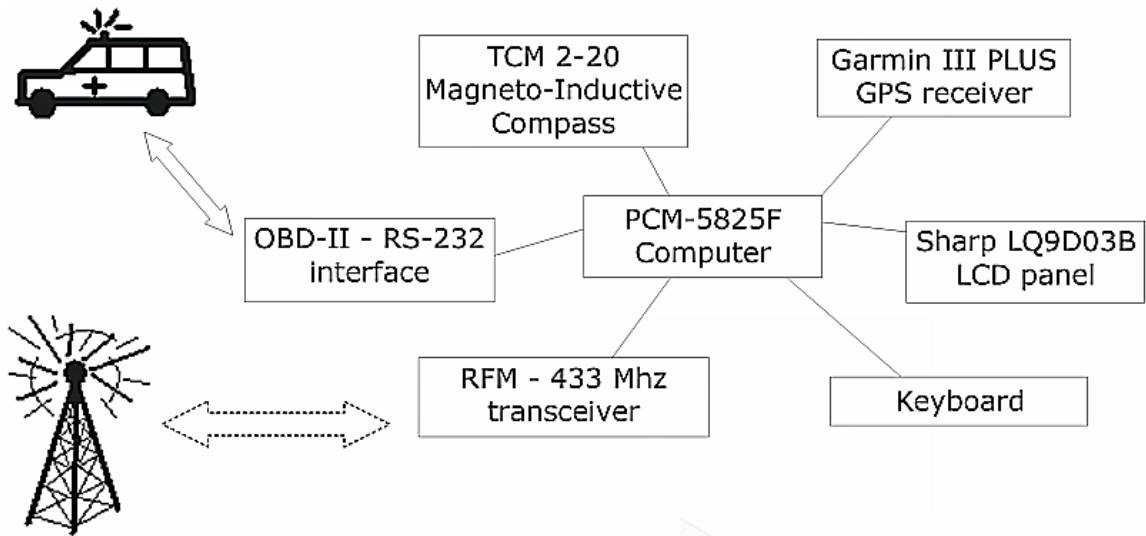 TCM 2-20
Magneto-Inductive
Compass
Garmin III PLUS
GPS receiver
PCM-5825F
Computer
OBD-II - RS-232
interface
Sharp LQ9D03B
LCD panel
RFM - 433 Mhz
transceiver
Keyboard